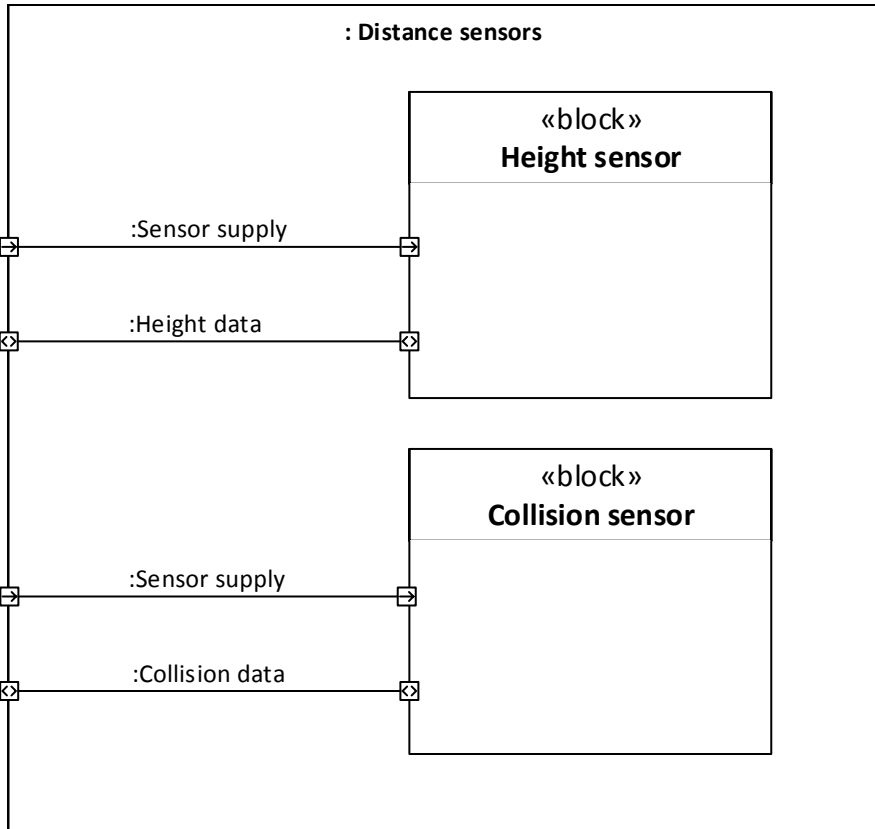 : Distance sensors
«block»
Height sensor
:Sensor supply
:Height data
«block»
Collision sensor
:Sensor supply
:Collision data